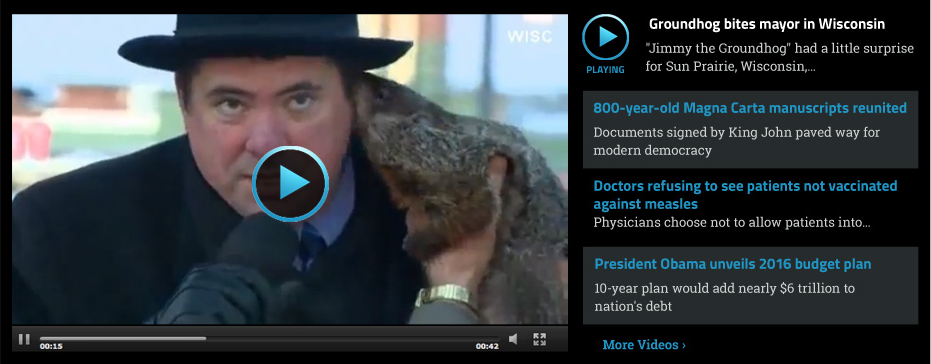 WISC
00:15
00:42
PLAYING
Groundhog bites mayor in Wisconsin
"Jimmy the Groundhog" had a little surprise
for Sun Prairie, Wisconsin,...
800-year-old Magna Carta manuscripts reunited
Documents signed by King John paved way for
modern democracy
Doctors refusing to see patients not vaccinated
against measles
Physicians choose not to allow patients into...
President Obama unveils 2016 budget plan
10-year plan would add nearly $6 trillion to
nation's debt
More Videos ›